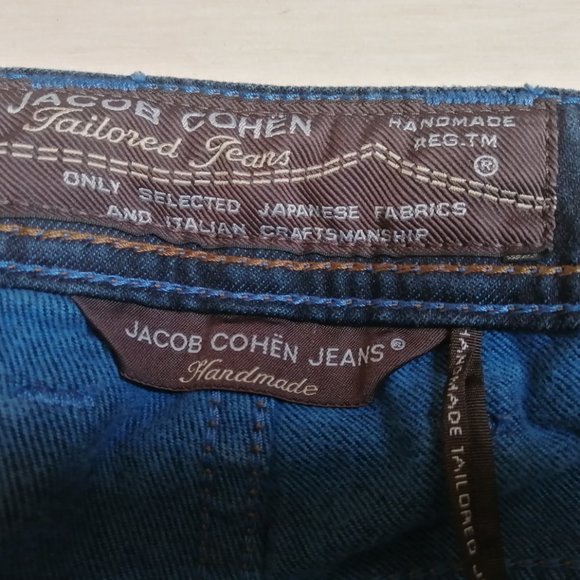 JACOB COHËN
Tailored Jeans
HANDMADE
REG.TM
®
ONLY SELECTED JAPANESE FABRICS
AND ITALIAN CRAFTSMANSHIP
JACOB COHËN JEANS®
Handmade
HANDMADE TAILORED J